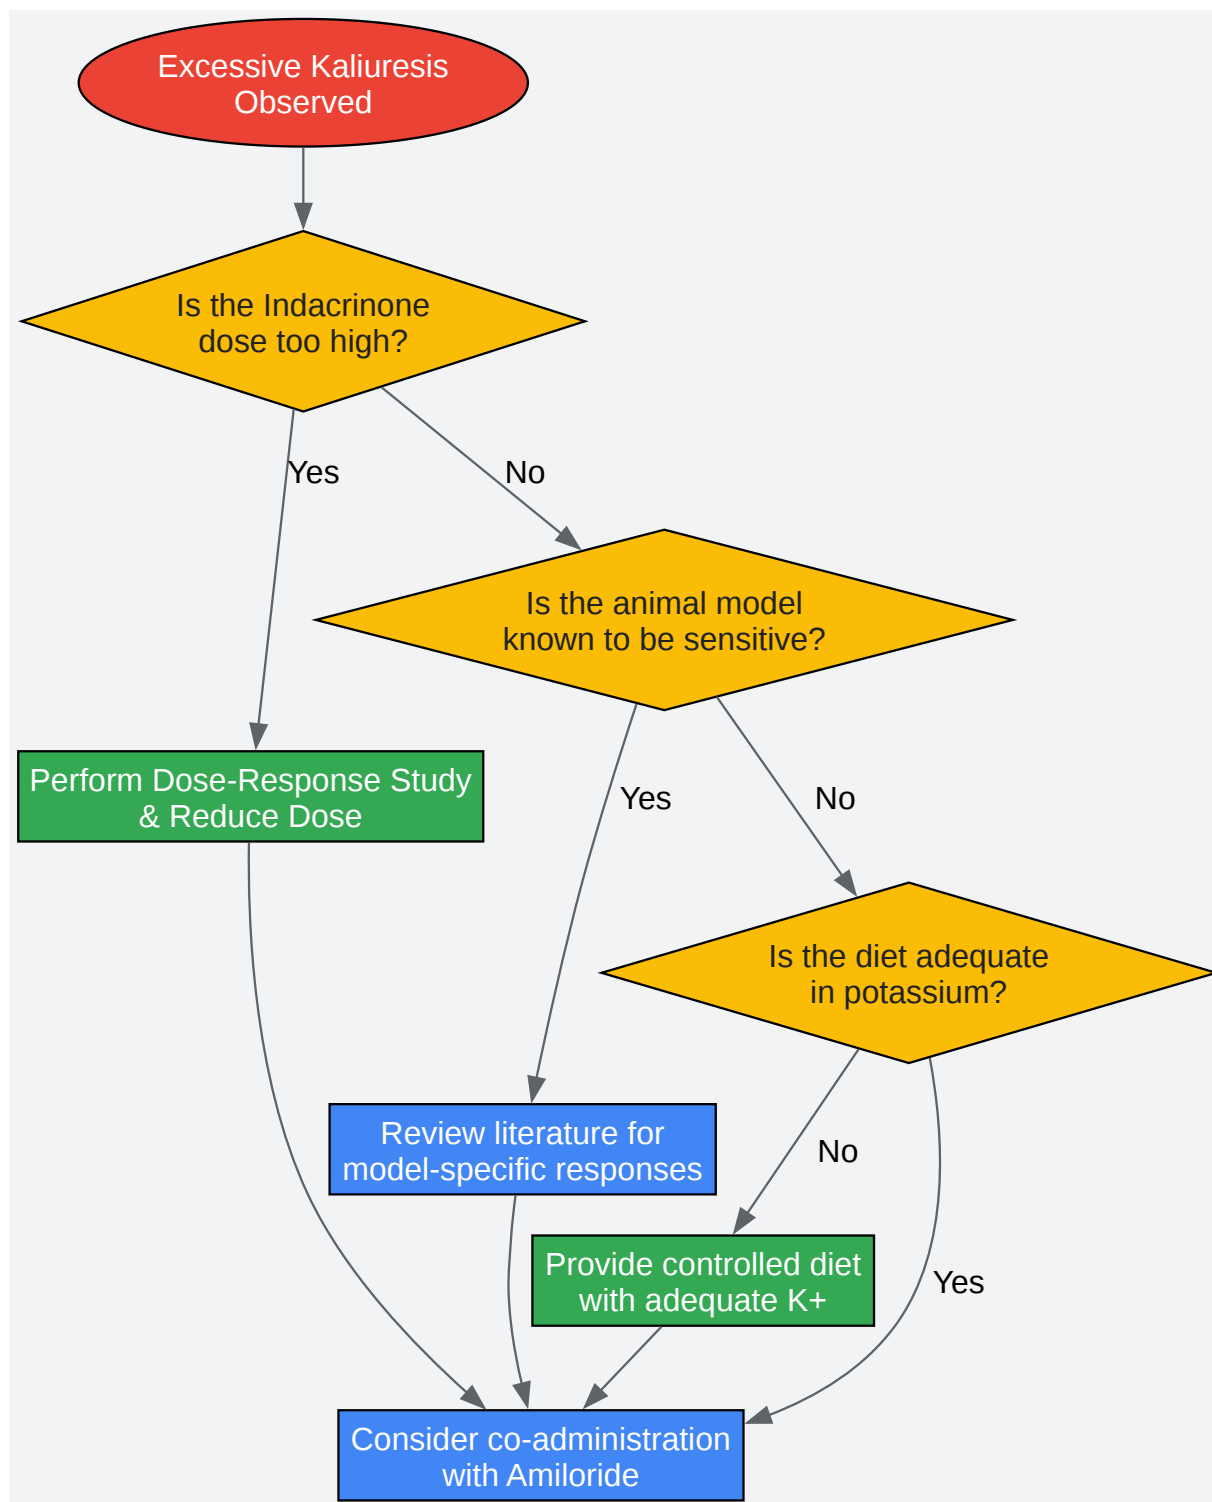 Excessive Kaliuresis
Observed
Is the Indacrinone
dose too high?
Yes
No
Is the animal model
known to be sensitive?
Perform Dose-Response Study
& Reduce Dose
Yes
No
Is the diet adequate
in potassium?
Review literature for
model-specific responses
No
Provide controlled diet
with adequate K+
Yes
Consider co-administration
with Amiloride